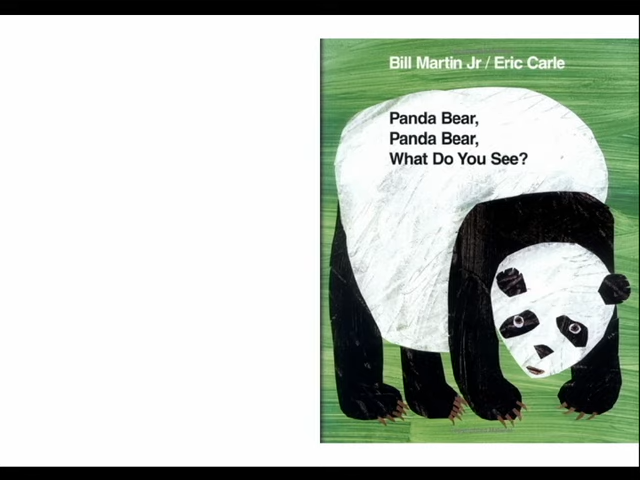 Bill Martin Jr / Eric Carle
Panda Bear,
Panda Bear,
What Do You See?